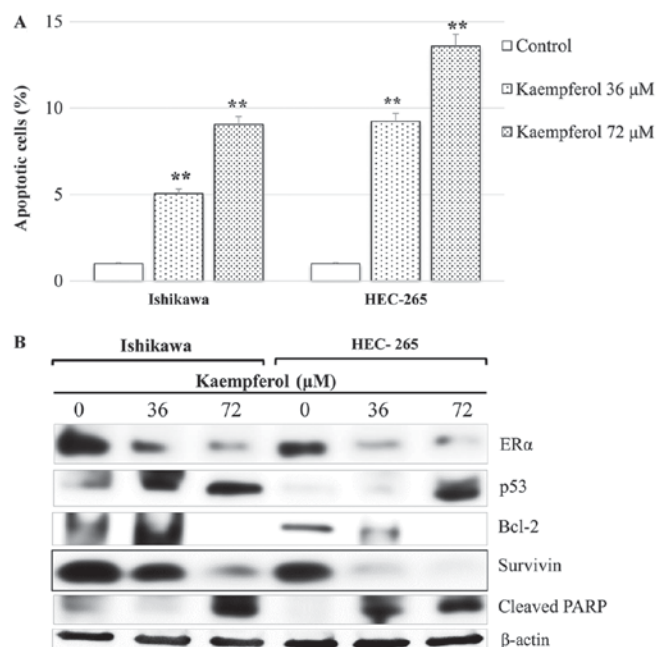 A
15
10
5
0
Apoptotic cells (%)
**
**
**
**
Ishikawa
HEC-265
Control
Kaempferol 36 μM
Kaempferol 72 μM
B
Ishikawa
HEC- 265
Kaempferol (μM)
0 36 72 0 36 72
ERα
p53
Bcl-2
Survivin
Cleaved PARP
β-actin